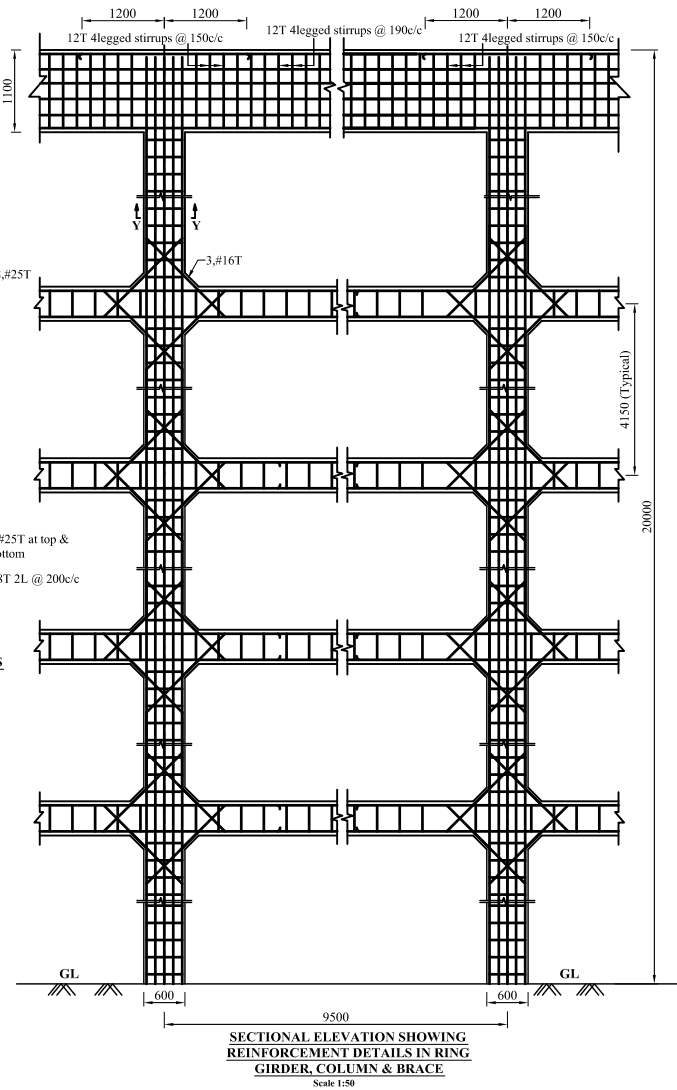 1200 1200 1200 1200
12T 4legged stirrups @ 150c/c
12T 4legged stirrups @ 190c/c
12T 4legged stirrups @ 150c/c
1100
Y Y
3,#16T
,#25T
4150 (Typical)
20000
#25T at top &
ottom
8T 2L @ 200c/c
S
GL GL
600 600
9500
SECTIONAL ELEVATION SHOWING
REINFORCEMENT DETAILS IN RING
GIRDER, COLUMN & BRACE
Scale 1:50